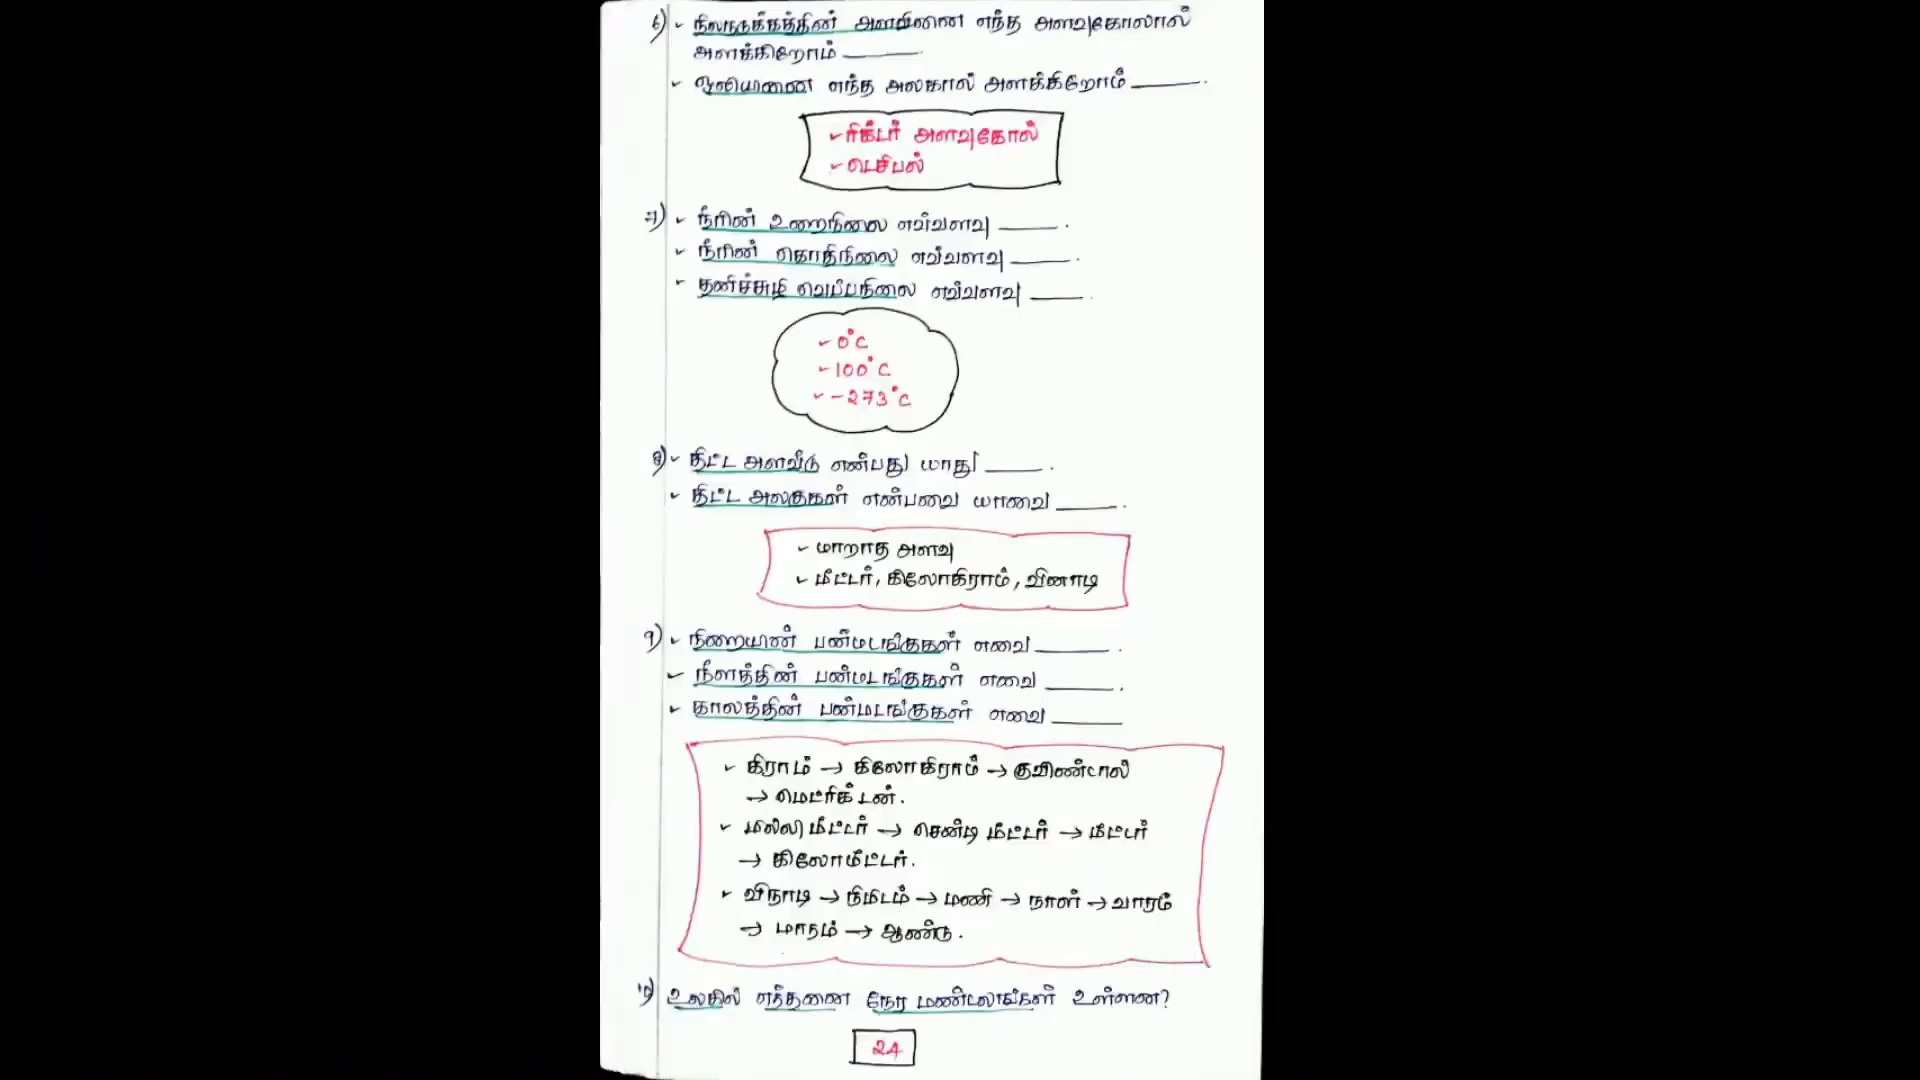 6) - நிலநடுக்கத்தின் அளவினை எந்த அளவுகோலால்
அளக்கிறோம் ______
- ஒலியினை எந்த அலகால் அளக்கிறோம் ______.
- ரிக்டர் அளவுகோல்
- டெசிபல்
7) - நீரின் உறைநிலை எவ்வளவு ______.
- நீரின் கொதிநிலை எவ்வளவு ______.
- தனிச்சுழி வெப்பநிலை எவ்வளவு ______.
- 0°C
- 100°C
- -273°C
8) - திட்ட அளவீடு என்பது யாது ______.
- திட்ட அலகுகள் என்பவை யாவை ______.
- மாறாத அளவு
- மீட்டர், கிலோகிராம், வினாடி
9) - நிறையின் பன்மடங்குகள் எவை ______.
- நீளத்தின் பன்மடங்குகள் எவை ______.
- காலத்தின் பன்மடங்குகள் எவை ______
- கிராம் → கிலோகிராம் → குவிண்டால்
→ மெட்ரிக் டன்.
- மில்லி மீட்டர் → சென்டி மீட்டர் → மீட்டர்
→ கிலோமீட்டர்.
- விநாடி → நிமிடம் → மணி → நாள் → வாரம்
→ மாதம் → ஆண்டு.
10) உலகில் எத்தனை நேர மண்டலங்கள் உள்ளன?
24